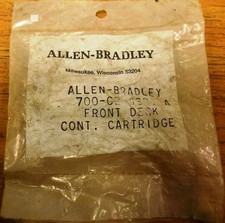 ALLEN-BRADLEY
Milwaukee, Wisconsin 53204
ALLEN-BRADLEY
FRONT DECK
CONT. CARTRIDGE